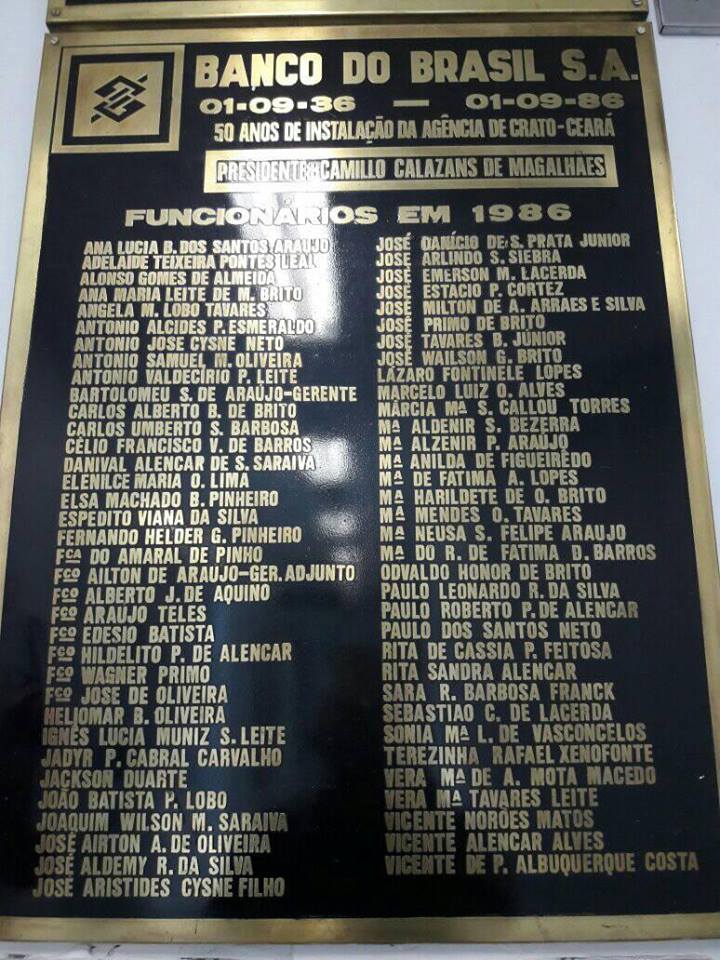 BANCO DO BRASIL S.A.
01-09-36 — 01-09-86
50 ANOS DE INSTALAÇÃO DA AGÊNCIA DE CRATO-CEARÁ
PRESIDENTE: CAMILLO CALAZANS DE MAGALHÃES
FUNCIONÁRIOS EM 1986
ANA LUCIA B. DOS SANTOS ARAUJO
ADELAIDE TEIXEIRA PONTES LEAL
ALONSO GOMES DE ALMEIDA
ANA MARIA LEITE DE M. BRITO
ANGELA M. LOBO TAVARES
ANTONIO ALCIDES P. ESMERALDO
ANTONIO JOSE CYSNE NETO
ANTONIO SAMUEL M. OLIVEIRA
ANTONIO VALDECÍRIO P. LEITE
BARTOLOMEU S. DE ARAÚJO-GERENTE
CARLOS ALBERTO B. DE BRITO
CARLOS UMBERTO S. BARBOSA
CÉLIO FRANCISCO V. DE BARROS
DANIVAL ALENCAR DE S. SARAIVA
ELENILCE MARIA O. LIMA
ELSA MACHADO B. PINHEIRO
ESPEDITO VIANA DA SILVA
FERNANDO HELDER G. PINHEIRO
Fca DO AMARAL DE PINHO
Fco AILTON DE ARAUJO-GER. ADJUNTO
Fco ALBERTO J. DE AQUINO
Fco ARAUJO TELES
Fco EDESIO BATISTA
Fco HILDELITO P. DE ALENCAR
Fco WAGNER PRIMO
Fco JOSE DE OLIVEIRA
HELIOMAR B. OLIVEIRA
IGNÊS LUCIA MUNIZ S. LEITE
JADYR P. CABRAL CARVALHO
JACKSON DUARTE
JOÃO BATISTA P. LOBO
JOAQUIM WILSON M. SARAIVA
JOSÉ AIRTON A. DE OLIVEIRA
JOSÉ ALDEMY R. DA SILVA
JOSÉ ARISTIDES CYSNE FILHO
JOSÉ DE S. PRATA JUNIOR
JOSÉ ARLINDO S. SIEBRA
JOSÉ EMERSON M. LACERDA
JOSÉ ESTACIO P. CORTEZ
JOSÉ MILTON DE A. ARRAES E SILVA
JOSÉ PRIMO DE BRITO
JOSÉ TAVARES B. JÚNIOR
JOSÉ WAILSON G. BRITO
LÁZARO FONTINELE LOPES
MARCELO LUIZ O. ALVES
MÁRCIA Mª S. CALLOU TORRES
Mª ALDENIR S. BEZERRA
Mª ALZENIR P. ARAÚJO
Mª ANILDA DE FIGUEIRÊDO
Mª DE FATIMA A. LOPES
Mª HARILDETE DE O. BRITO
Mª MENDES O. TAVARES
Mª NEUSA S. FELIPE ARAUJO
Mª DO R. DE FATIMA D. BARROS
ODVALDO HONOR DE BRITO
PAULO LEONARDO R. DA SILVA
PAULO ROBERTO P. DE ALENCAR
PAULO DOS SANTOS NETO
RITA DE CASSIA P. FEITOSA
RITA SANDRA ALENCAR
SARA R. BARBOSA FRANCK
SEBASTIAO C. DE LACERDA
SONIA Mª L. DE VASCONCELOS
TEREZINHA RAFAEL XENOFONTE
VERA Mª DE A. MOTA MACEDO
VERA Mª TAVARES LEITE
VICENTE NORÕES MATOS
VICENTE ALENCAR ALVES
VICENTE DE P. ALBUQUERQUE COSTA